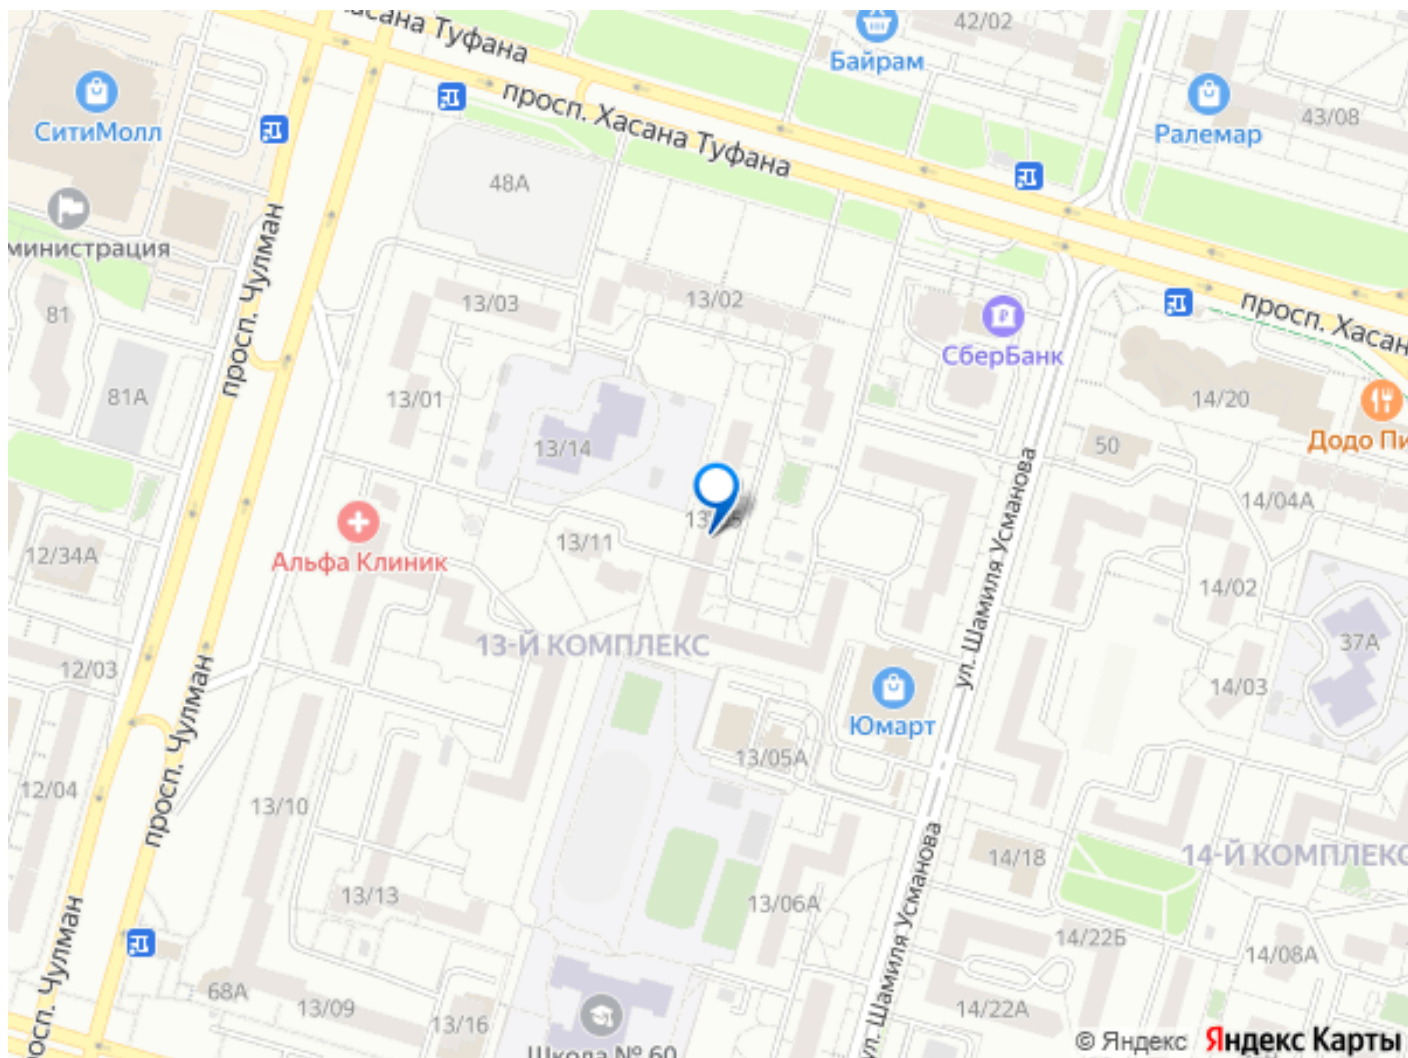 асана Туфана
42/02
Байрам
СитиМолл
просп. Хасана Туфана
Ралемар
43/08
48А
министрация
просп. Чулман
81
13/03
13/02
СберБанк
просп. Хасан
81А
13/01
14/20
Додо Пи
13/14
50
14/04А
12/34А
Альфа Клиник
13/11
ул. Шамиля Усманова
14/02
13-Й КОМПЛЕКС
37А
12/03
14/03
Юмарт
просп. Чулман
13/05А
12/04
13/10
14/18
14-Й КОМПЛЕКС
13/13
13/06А
ул. Шамиля Усманова
14/22Б
14/08А
просп. Чулман
68А
13/09
13/16
14/22А
Школа № 60
© Яндекс Яндекс Карты